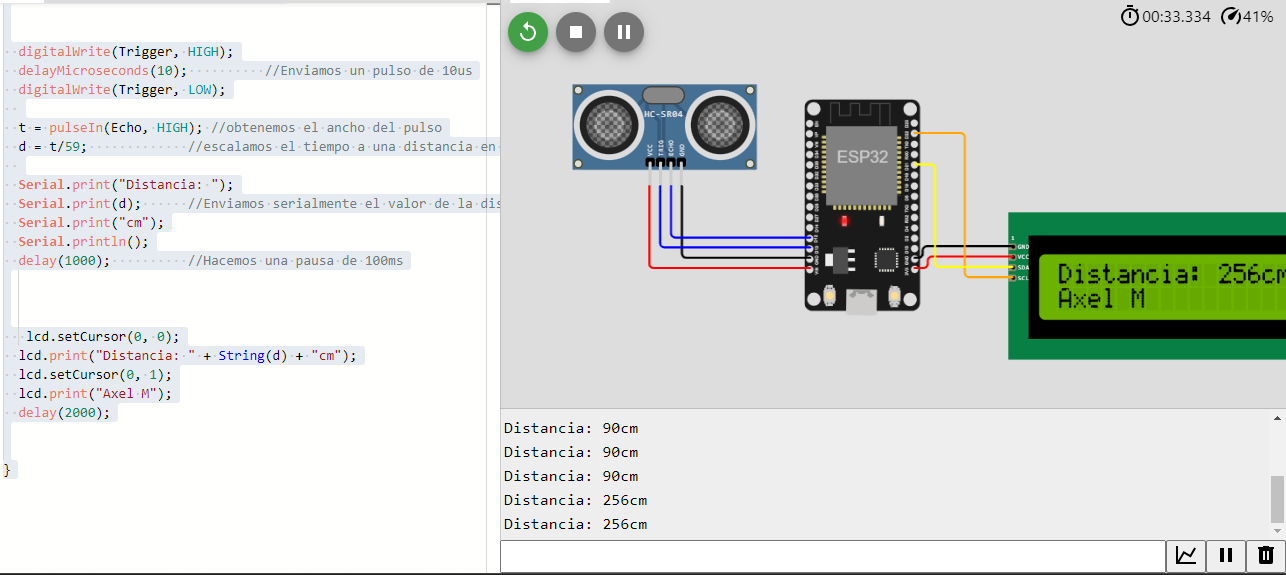 digitalWrite(Trigger, HIGH);
delayMicroseconds(10);          //Enviamos un pulso de 10us
digitalWrite(Trigger, LOW);
t = pulseIn(Echo, HIGH); //obtenemos el ancho del pulso
d = t/59;             //escalamos el tiempo a una distancia en
Serial.print("Distancia: ");
Serial.print(d);      //Enviamos serialmente el valor de la dis
Serial.print("cm");
Serial.println();
delay(1000);          //Hacemos una pausa de 100ms
lcd.setCursor(0, 0);
lcd.print("Distancia: " + String(d) + "cm");
lcd.setCursor(0, 1);
lcd.print("Axel M");
delay(2000);
}
00:33.334 41%
HC-SR04
VCC
TRIG
ECHO
GND
ESP32
1
GND
VCC
SDA
SCL
Distancia: 256cm
Axel M
Distancia: 90cm
Distancia: 90cm
Distancia: 90cm
Distancia: 256cm
Distancia: 256cm